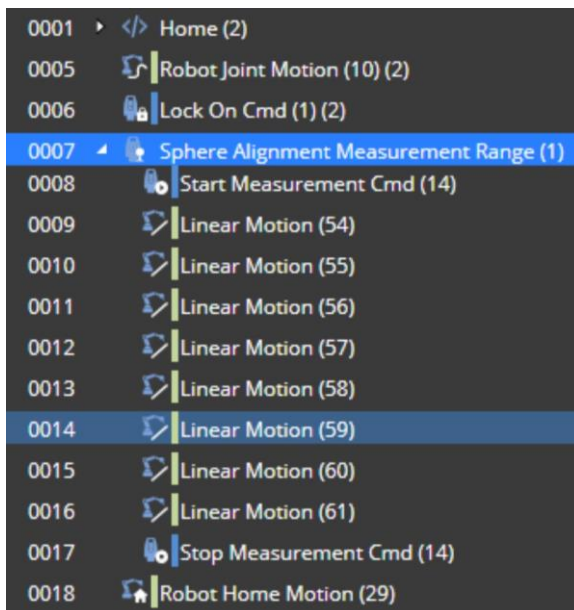 0001 </> Home (2)
0005 Robot Joint Motion (10) (2)
0006 Lock On Cmd (1) (2)
0007 Sphere Alignment Measurement Range (1)
0008 Start Measurement Cmd (14)
0009 Linear Motion (54)
0010 Linear Motion (55)
0011 Linear Motion (56)
0012 Linear Motion (57)
0013 Linear Motion (58)
0014 Linear Motion (59)
0015 Linear Motion (60)
0016 Linear Motion (61)
0017 Stop Measurement Cmd (14)
0018 Robot Home Motion (29)